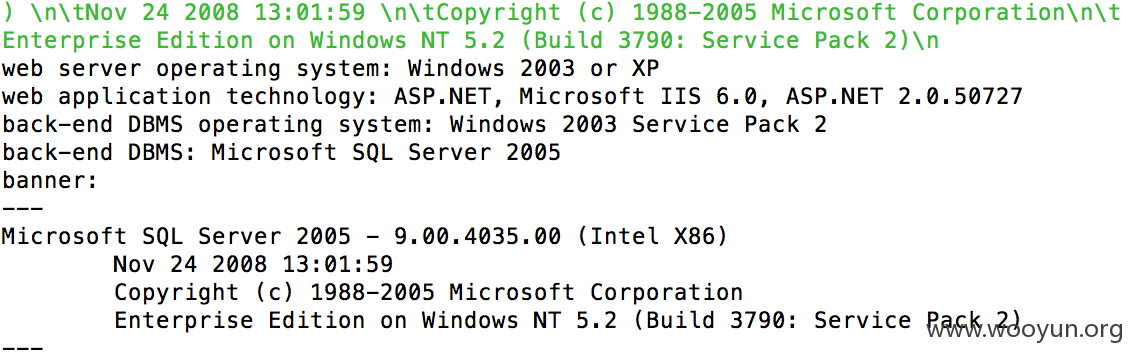 ) \n\tNov 24 2008 13:01:59 \n\tCopyright (c) 1988-2005 Microsoft Corporation\n\t
Enterprise Edition on Windows NT 5.2 (Build 3790: Service Pack 2)\n
web server operating system: Windows 2003 or XP
web application technology: ASP.NET, Microsoft IIS 6.0, ASP.NET 2.0.50727
back-end DBMS operating system: Windows 2003 Service Pack 2
back-end DBMS: Microsoft SQL Server 2005
banner:
---
Microsoft SQL Server 2005 - 9.00.4035.00 (Intel X86)
Nov 24 2008 13:01:59
Copyright (c) 1988-2005 Microsoft Corporation
Enterprise Edition on Windows NT 5.2 (Build 3790: Service Pack 2)
www.wooyun.org
---